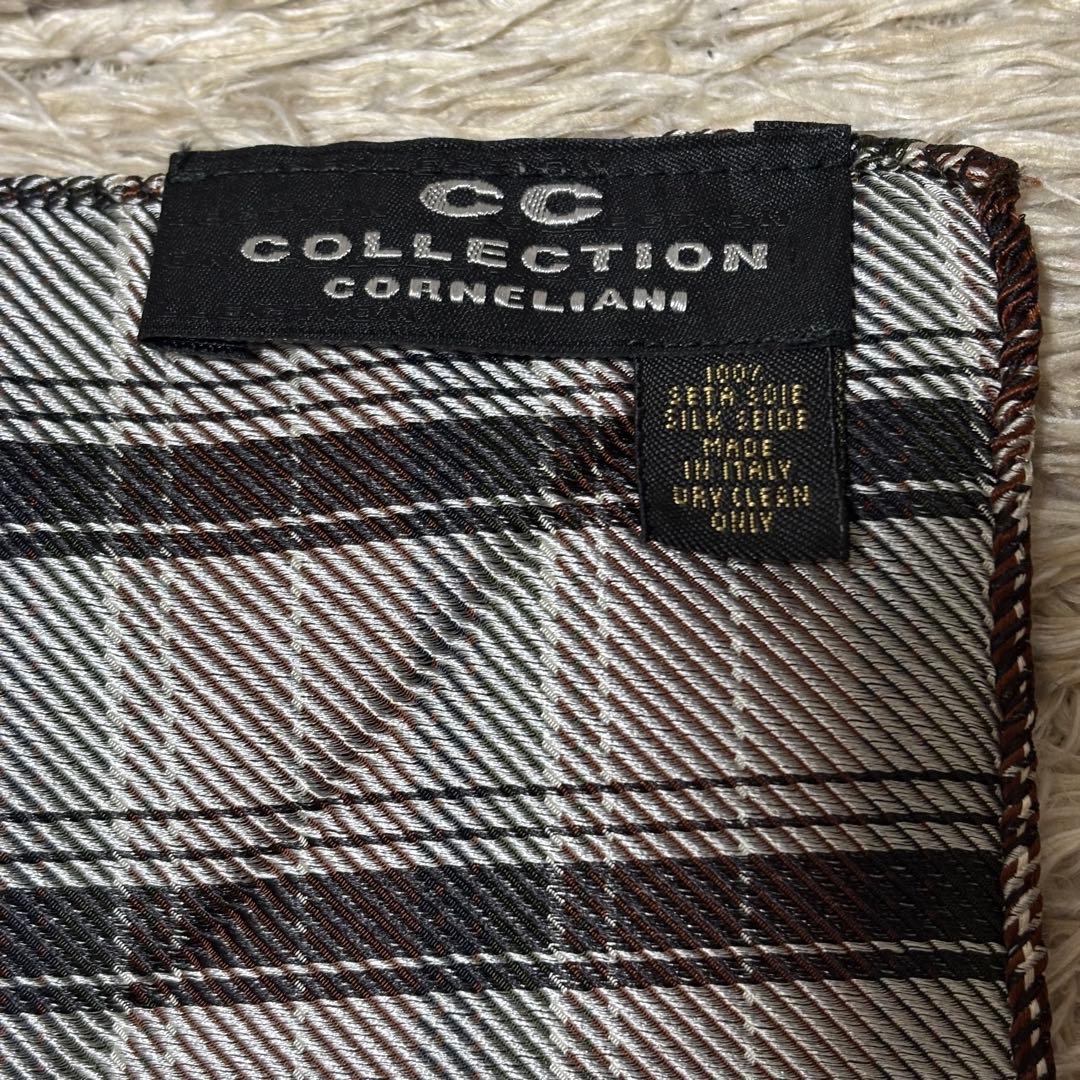 CC
COLLECTION
CORNELIANI
100%
SETA SOIE
SILK SEIDE
MADE
IN ITALY
DRY CLEAN
ONLY